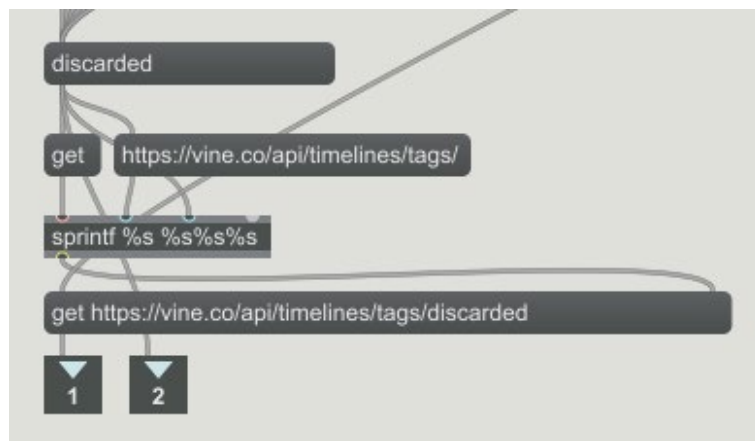 discarded
get
https://vine.co/api/timelines/tags/
sprintf %s %s%s%s
get https://vine.co/api/timelines/tags/discarded
1
2